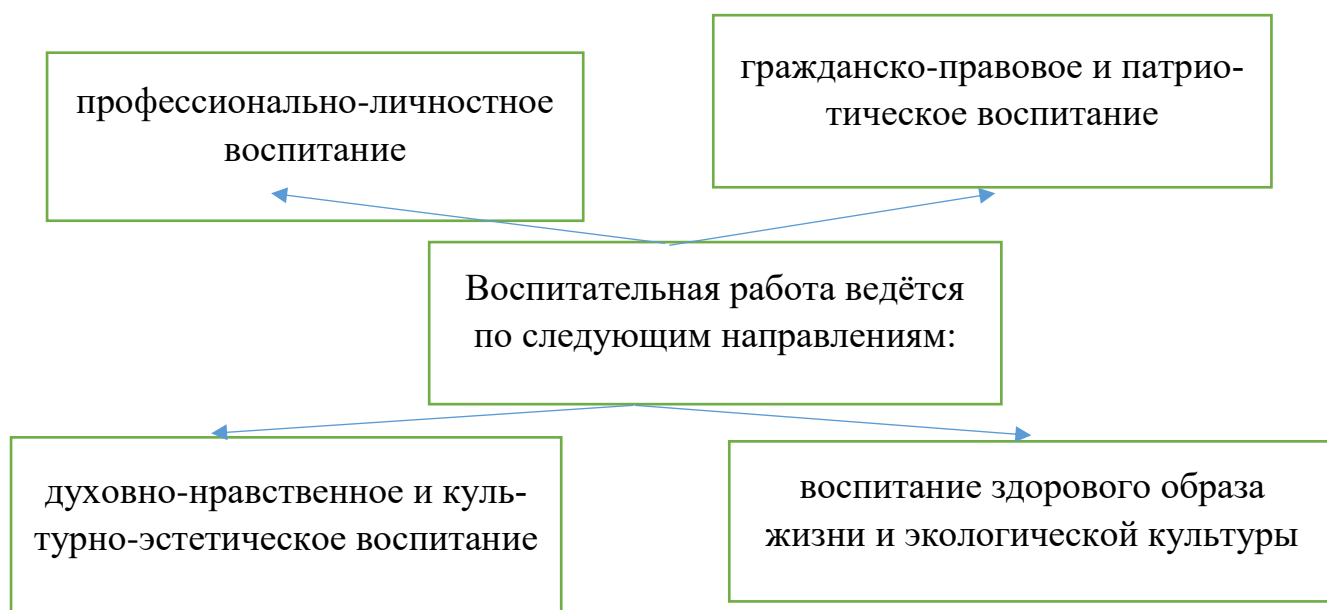 профессионально-личностное
воспитание
гражданско-правовое и патрио-
тическое воспитание
Воспитательная работа ведётся
по следующим направлениям:
духовно-нравственное и куль-
турно-эстетическое воспитание
воспитание здорового образа
жизни и экологической культуры